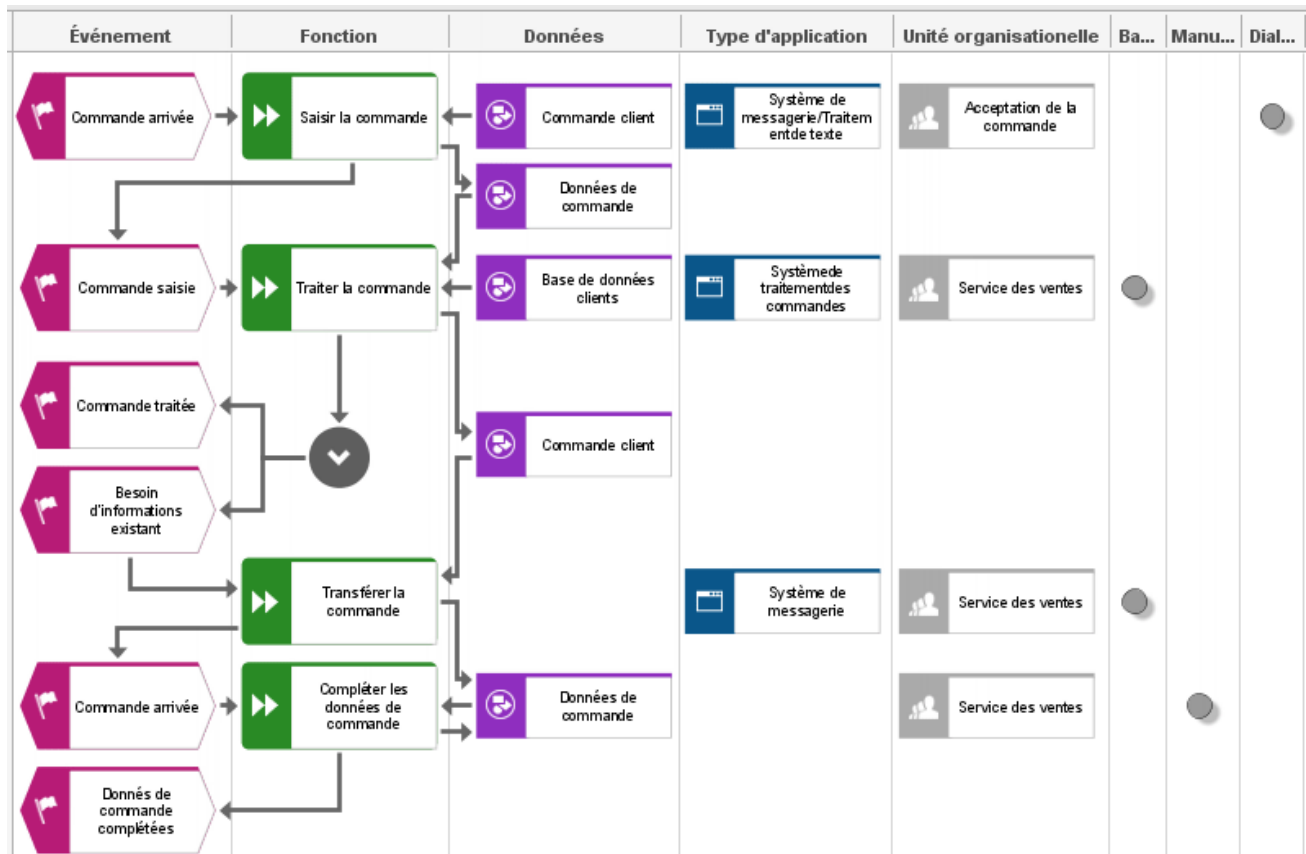 Événement Fonction Données Type d'application Unité organisationelle Ba... Manu... Dial...
Commande arrivée
Saisir la commande
Commande client
Système de
messagerie/Traitem
entde texte
Acceptation de la
commande
Données de
commande
Commande saisie
Traiter la commande
Base de données
clients
Systèmede
traitementdes
commandes
Service des ventes
Commande traitée
Commande client
Besoin
d'informations
existant
Transférer la
commande
Système de
messagerie
Service des ventes
Commande arrivée
Compléter les
données de
commande
Données de
commande
Service des ventes
Donnés de
commande
complétées